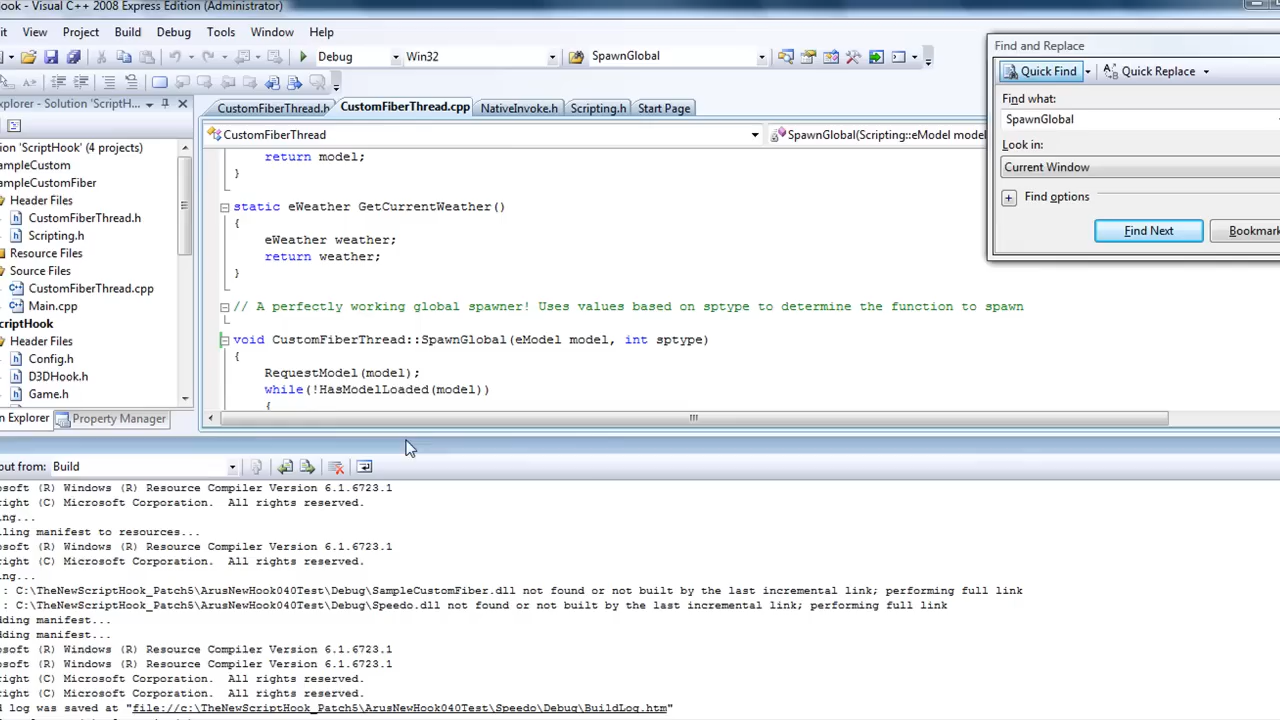 ook - Visual C++ 2008 Express Edition (Administrator)
it View Project Build Debug Tools Window Help
Debug Win32 SpawnGlobal
xplorer - Solution 'ScriptH...
CustomFiberThread.h CustomFiberThread.cpp NativeInvoke.h Scripting.h Start Page
CustomFiberThread SpawnGlobal(Scripting::eModel model
ion 'ScriptHook' (4 projects)
ampleCustom
ampleCustomFiber
Header Files
CustomFiberThread.h
Scripting.h
Resource Files
Source Files
CustomFiberThread.cpp
Main.cpp
criptHook
Header Files
Config.h
D3DHook.h
Game.h
n Explorer Property Manager
return model;
}
static eWeather GetCurrentWeather()
{
eWeather weather;
return weather;
}
// A perfectly working global spawner! Uses values based on sptype to determine the function to spawn
void CustomFiberThread::SpawnGlobal(eModel model, int sptype)
{
RequestModel(model);
while(!HasModelLoaded(model))
{
Find and Replace
Quick Find Quick Replace
Find what:
SpawnGlobal
Look in:
Current Window
Find options
Find Next Bookmark
put from: Build
osoft (R) Windows (R) Resource Compiler Version 6.1.6723.1
right (C) Microsoft Corporation. All rights reserved.
ing...
iling manifest to resources...
osoft (R) Windows (R) Resource Compiler Version 6.1.6723.1
right (C) Microsoft Corporation. All rights reserved.
ing...
: C:\TheNewScriptHook_Patch5\ArusNewHook040Test\Debug\SampleCustomFiber.dll not found or not built by the last incremental link; performing full link
: C:\TheNewScriptHook_Patch5\ArusNewHook040Test\Debug\Speedo.dll not found or not built by the last incremental link; performing full link
dding manifest...
dding manifest...
osoft (R) Windows (R) Resource Compiler Version 6.1.6723.1
osoft (R) Windows (R) Resource Compiler Version 6.1.6723.1
right (C) Microsoft Corporation. All rights reserved.
right (C) Microsoft Corporation. All rights reserved.
d log was saved at "file://c:\TheNewScriptHook_Patch5\ArusNewHook040Test\Speedo\Debug\BuildLog.htm"